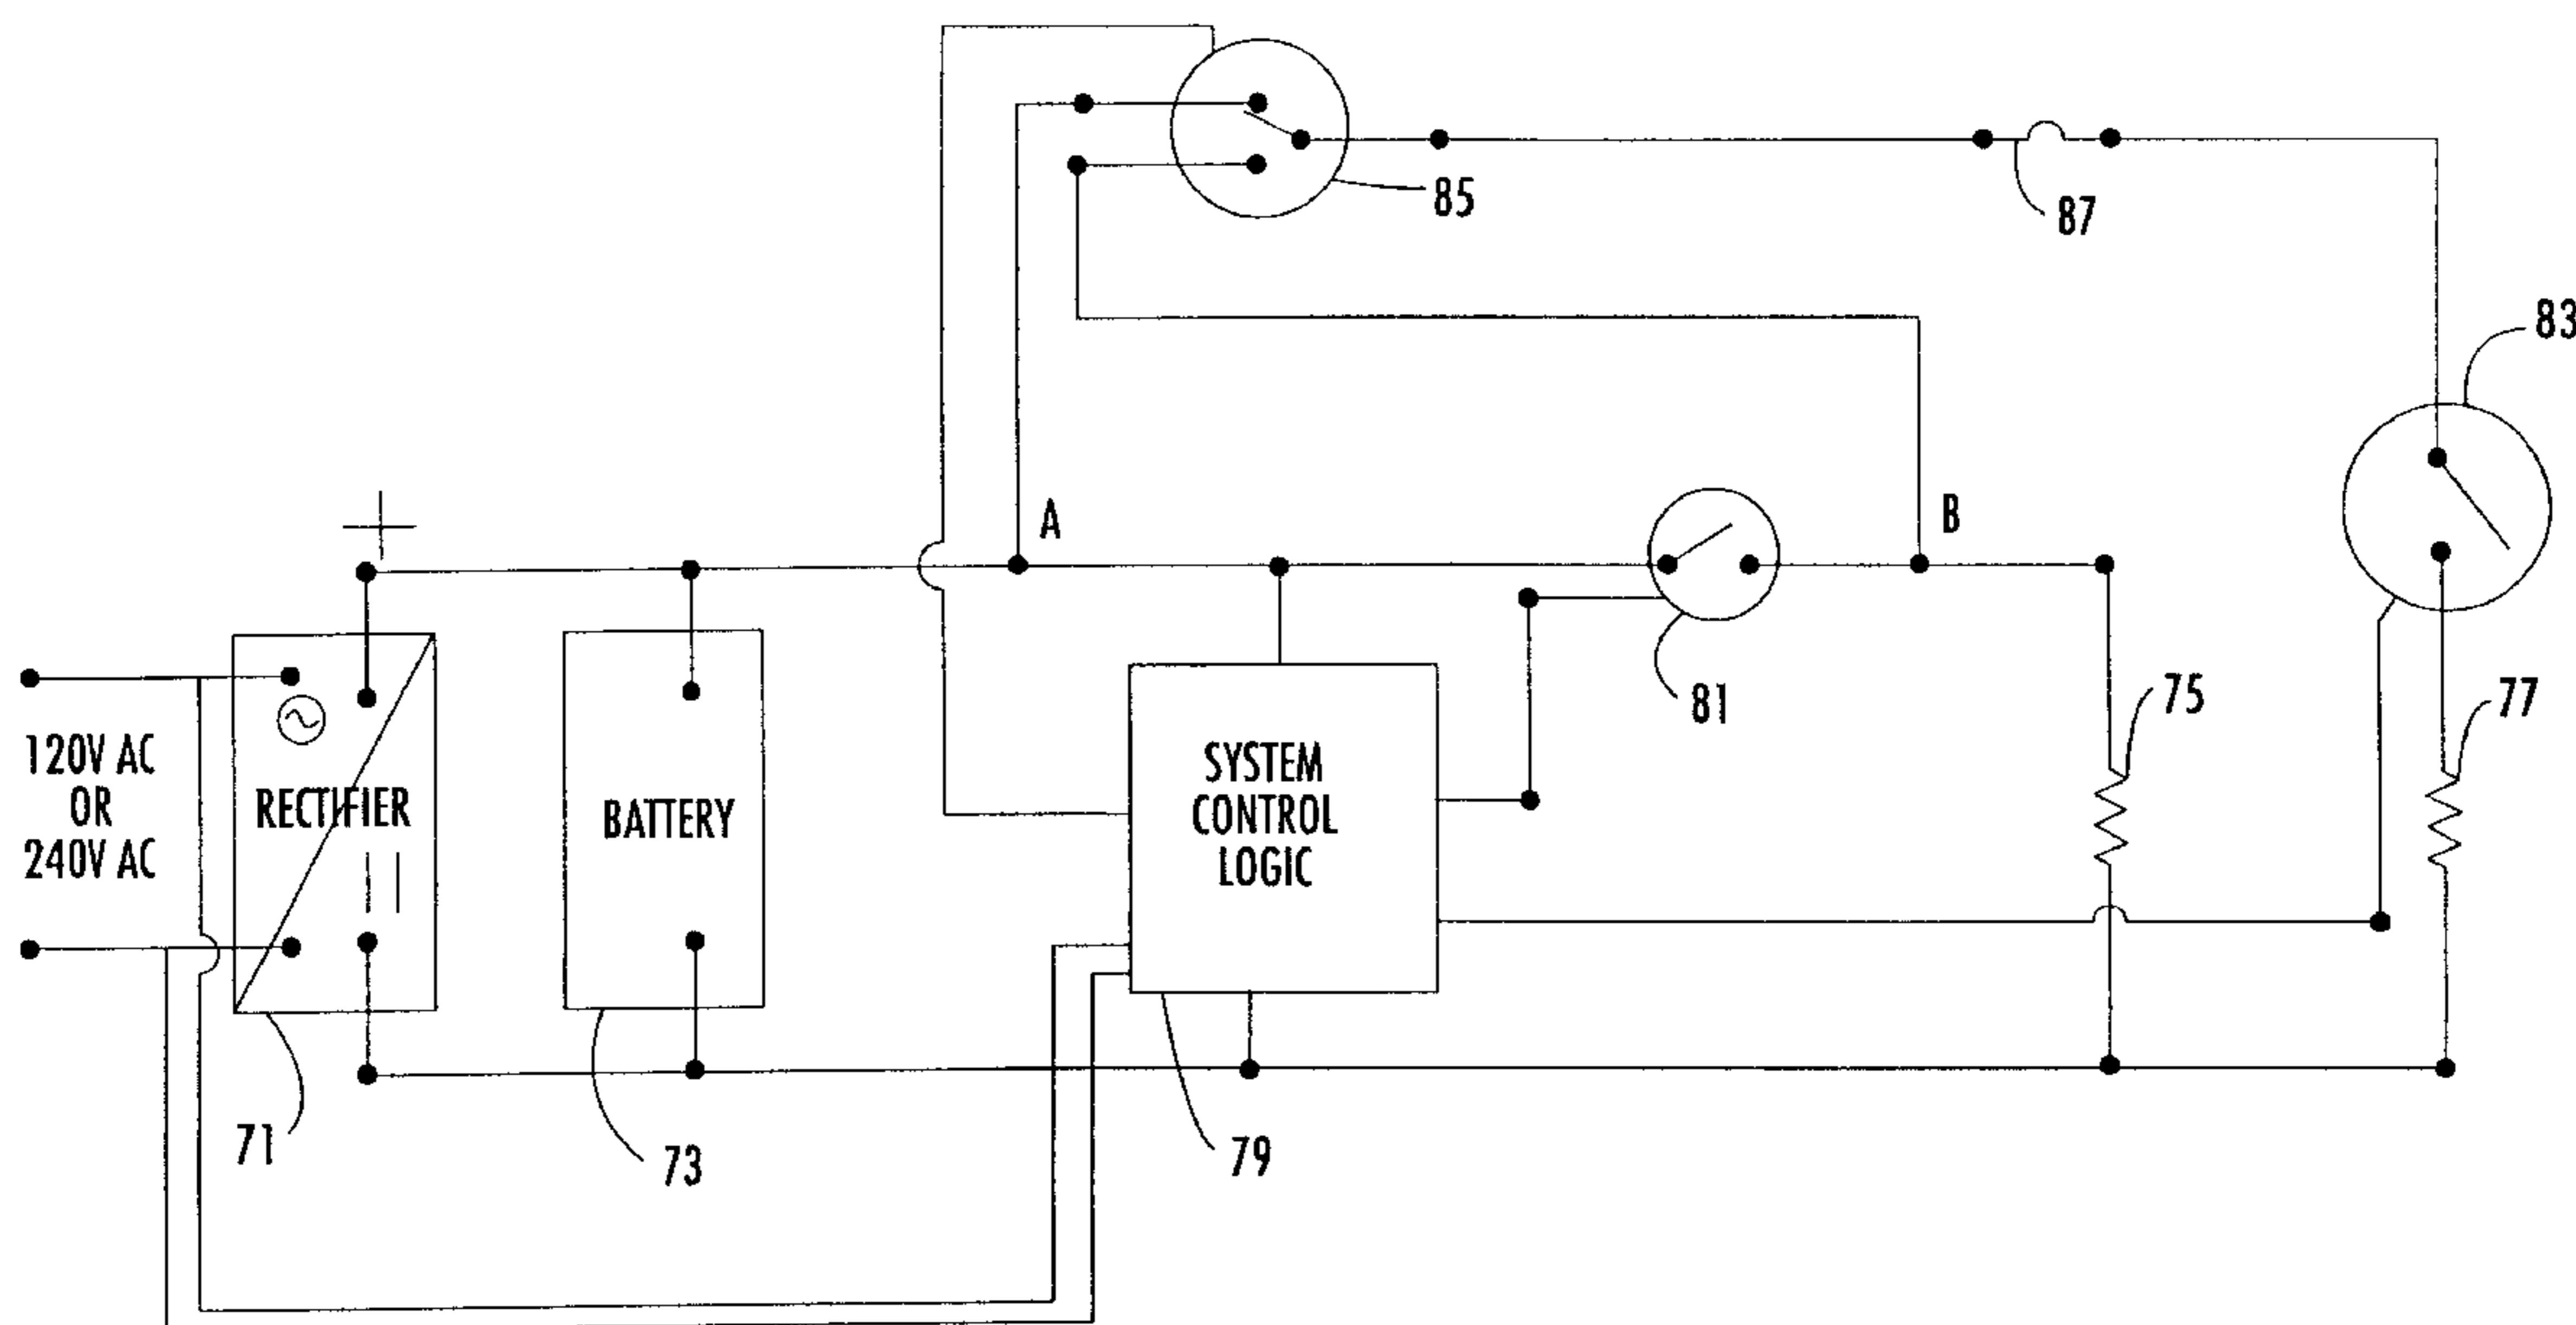 85
87
83
A
B
+
120V AC
OR
240V AC
RECTIFIER
BATTERY
SYSTEM
CONTROL
LOGIC
81
75
77
71
73
79